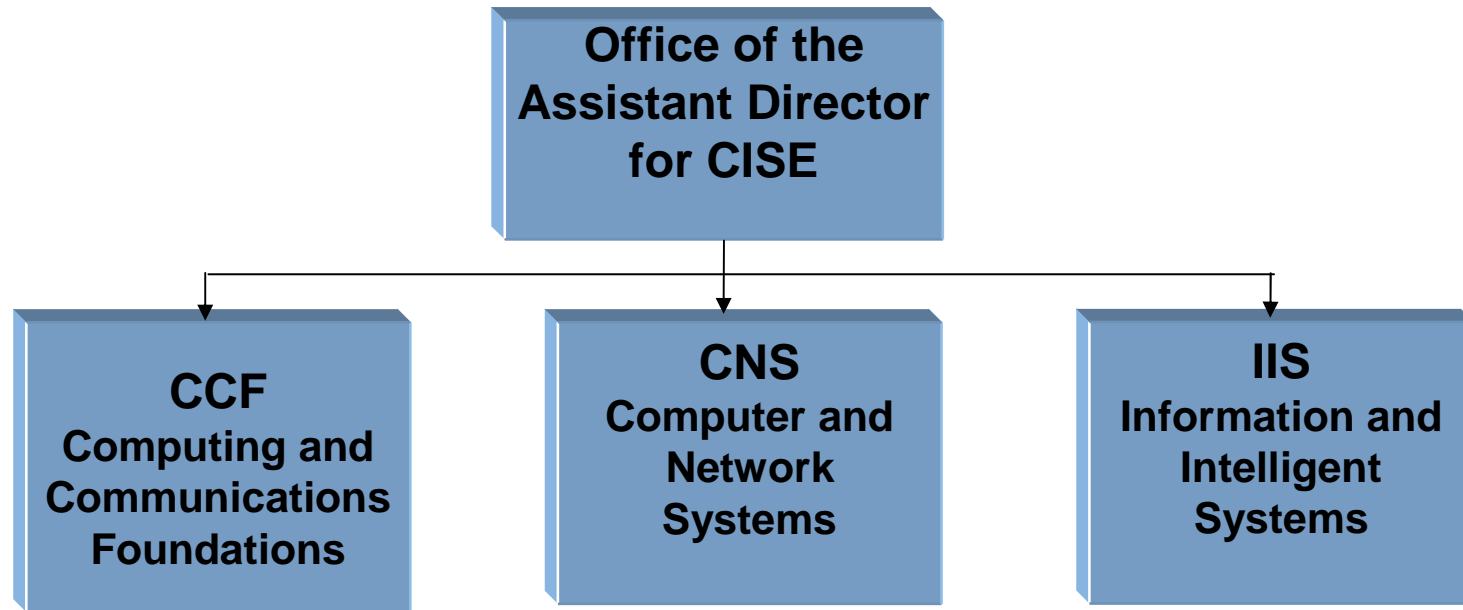 Office of the
Assistant Director
for CISE
CCF
Computing and
Communications
Foundations
CNS
Computer and
Network
Systems
IIS
Information and
Intelligent
Systems